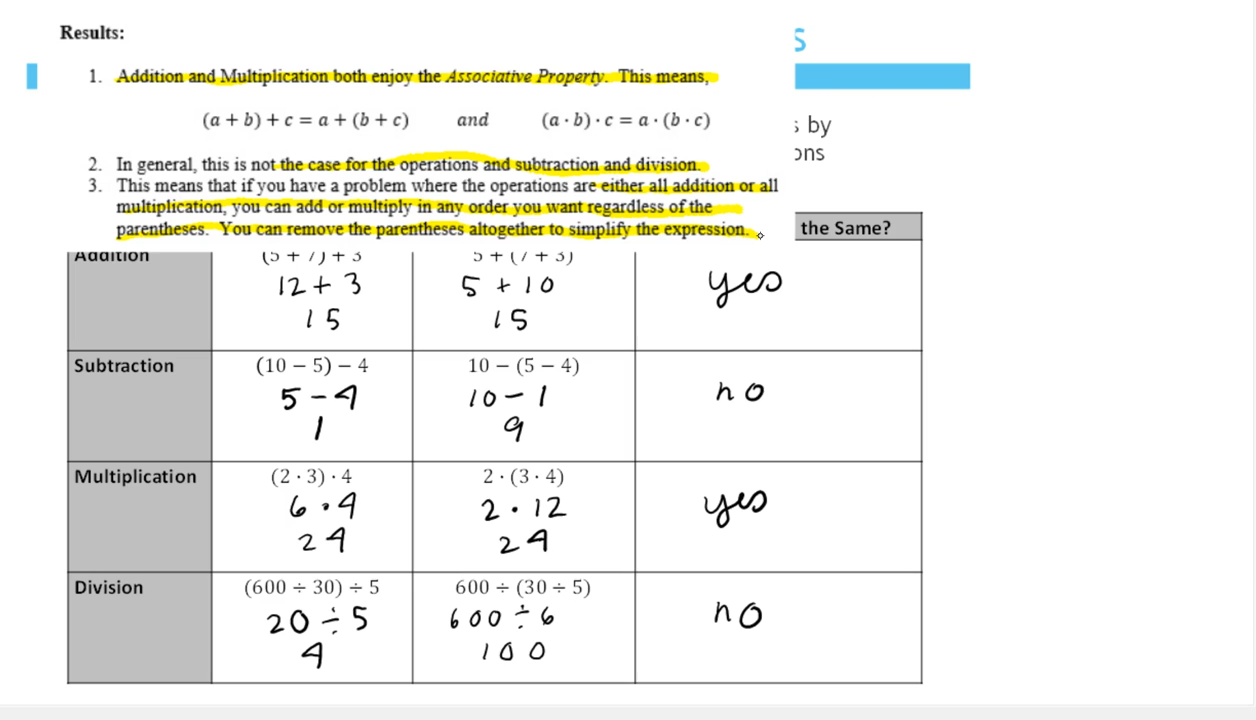 Results:
1. Addition and Multiplication both enjoy the Associative Property. This means,
(a + b) + c = a + (b + c) and (a · b) · c = a · (b · c)
2. In general, this is not the case for the operations and subtraction and division.
3. This means that if you have a problem where the operations are either all addition or all
multiplication, you can add or multiply in any order you want regardless of the
parentheses. You can remove the parentheses altogether to simplify the expression.
s by
ons
the Same?
Addition (5 + 7) + 3 5 + (7 + 3)
12 + 3 5 + 10 yes
15 15
Subtraction (10 − 5) − 4 10 − (5 − 4)
5 − 4 10 − 1 no
1 9
Multiplication (2 · 3) · 4 2 · (3 · 4)
6 · 4 2 · 12 yes
24 24
Division (600 ÷ 30) ÷ 5 600 ÷ (30 ÷ 5)
20 ÷ 5 600 ÷ 6 no
4 100